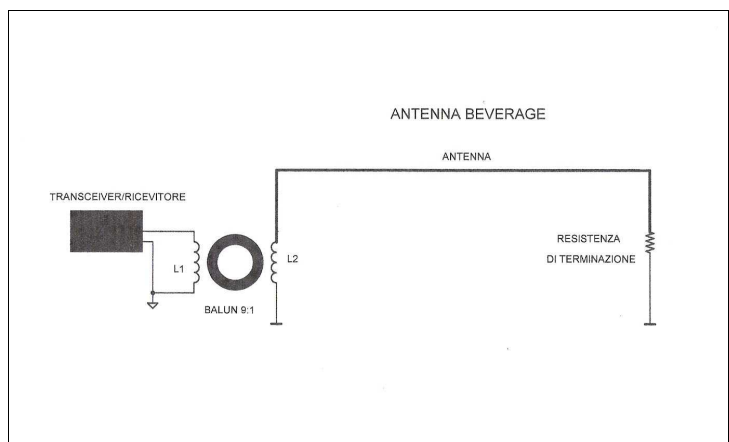 ANTENNA BEVERAGE
ANTENNA
TRANSCEIVER/RICEVITORE
L1
L2
BALUN 9:1
RESISTENZA
DI TERMINAZIONE